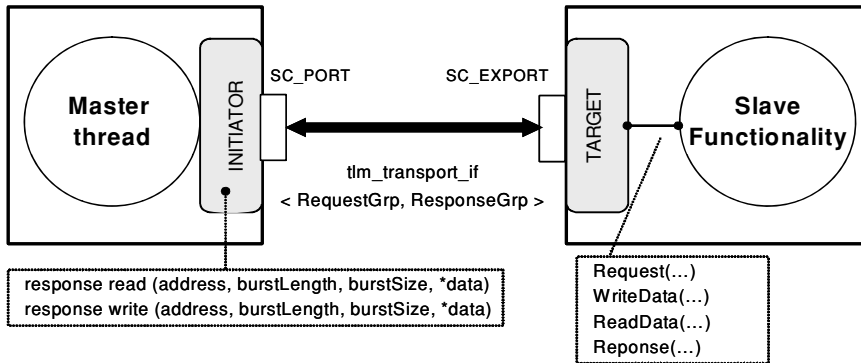 Master
thread
INITIATOR
SC_PORT
SC_EXPORT
TARGET
Slave
Functionality
tlm_transport_if
< RequestGrp, ResponseGrp >
response read (address, burstLength, burstSize, *data)
response write (address, burstLength, burstSize, *data)
Request(...)
WriteData(...)
ReadData(...)
Reponse(...)